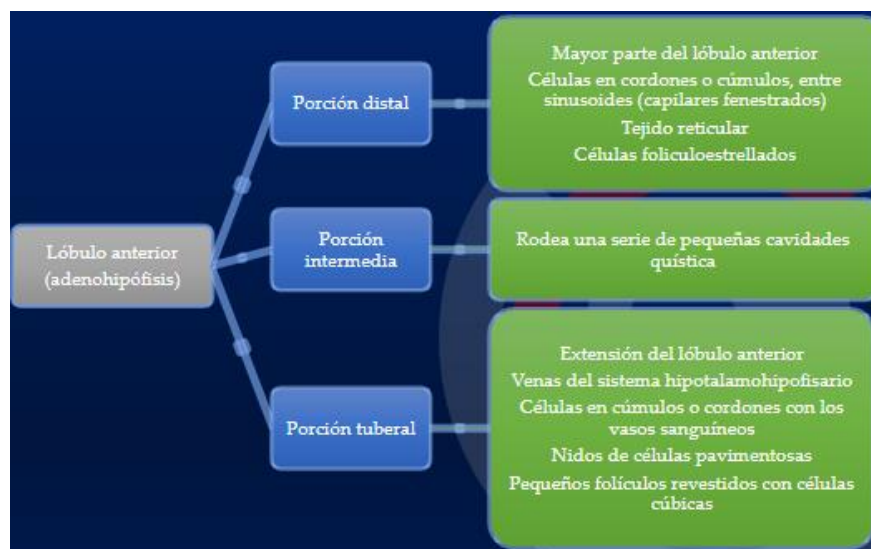 Lóbulo anterior
(adenohipófisis)
Porción distal
Mayor parte del lóbulo anterior
Células en cordones o cúmulos, entre
sinusoides (capilares fenestrados)
Tejido reticular
Células foliculoestrellados
Porción
intermedia
Rodea una serie de pequeñas cavidades
quística
Porción tuberal
Extensión del lóbulo anterior
Venas del sistema hipotalamohipofisario
Células en cúmulos o cordones con los
vasos sanguíneos
Nidos de células pavimentosas
Pequeños folículos revestidos con células
cúbicas